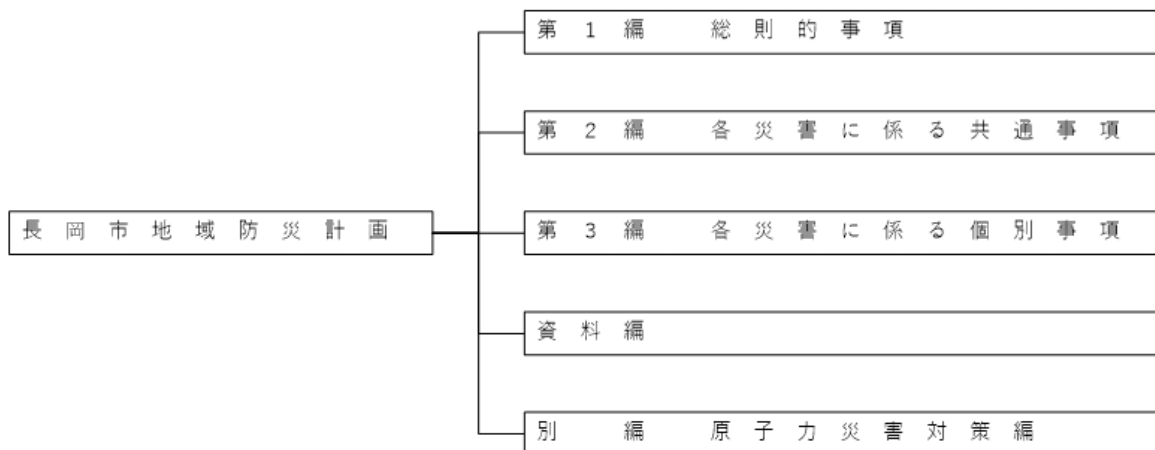 第１編　総則的事項
第２編　各災害に係る共通事項
長岡市地域防災計画
第３編　各災害に係る個別事項
資料編
別　編　原子力災害対策編